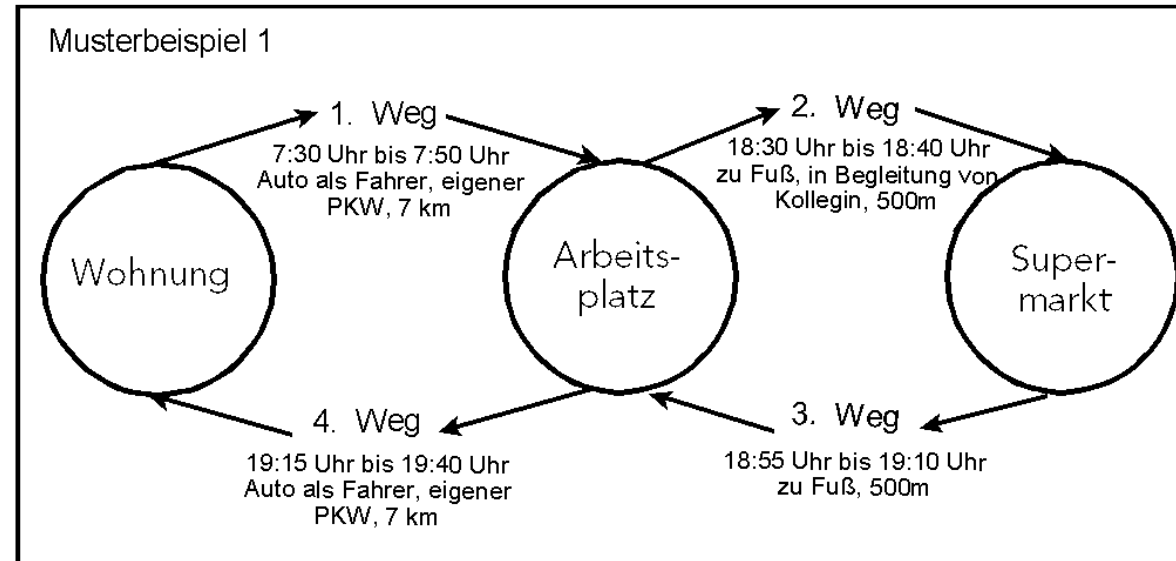 Musterbeispiel 1
1. Weg
7:30 Uhr bis 7:50 Uhr
Auto als Fahrer, eigener
PKW, 7 km
2. Weg
18:30 Uhr bis 18:40 Uhr
zu Fuß, in Begleitung von
Kollegin, 500m
Wohnung
Arbeits-
platz
Super-
markt
4. Weg
19:15 Uhr bis 19:40 Uhr
Auto als Fahrer, eigener
PKW, 7 km
3. Weg
18:55 Uhr bis 19:10 Uhr
zu Fuß, 500m